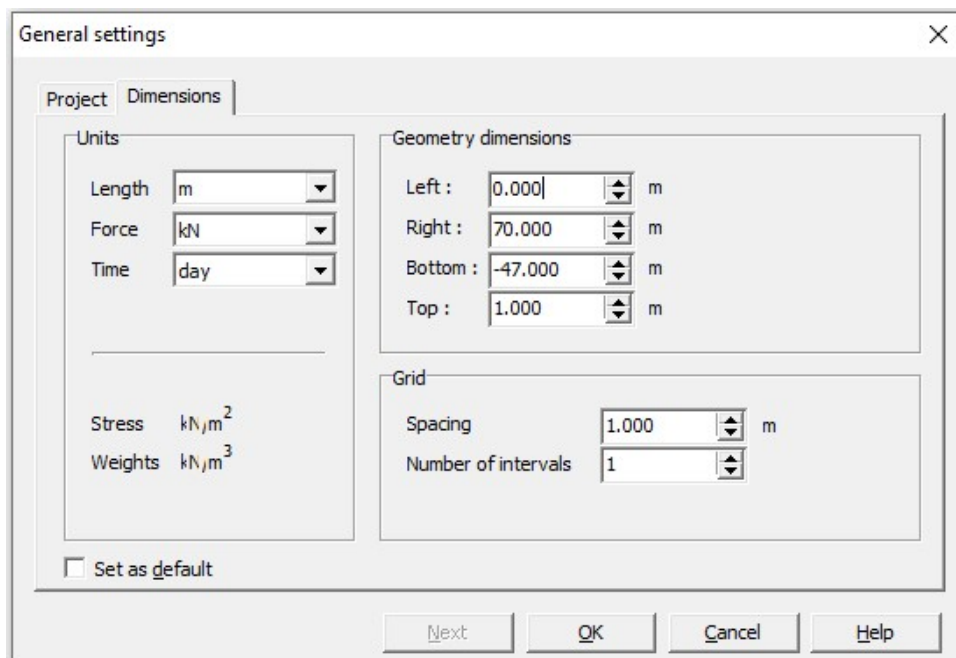 General settings
Project
Dimensions
Units
Length m
Force kN
Time day
Stress kN/m²
Weights kN/m³
Geometry dimensions
Left : 0.000 m
Right : 70.000 m
Bottom : -47.000 m
Top : 1.000 m
Grid
Spacing 1.000 m
Number of intervals 1
Set as default
Next
OK
Cancel
Help